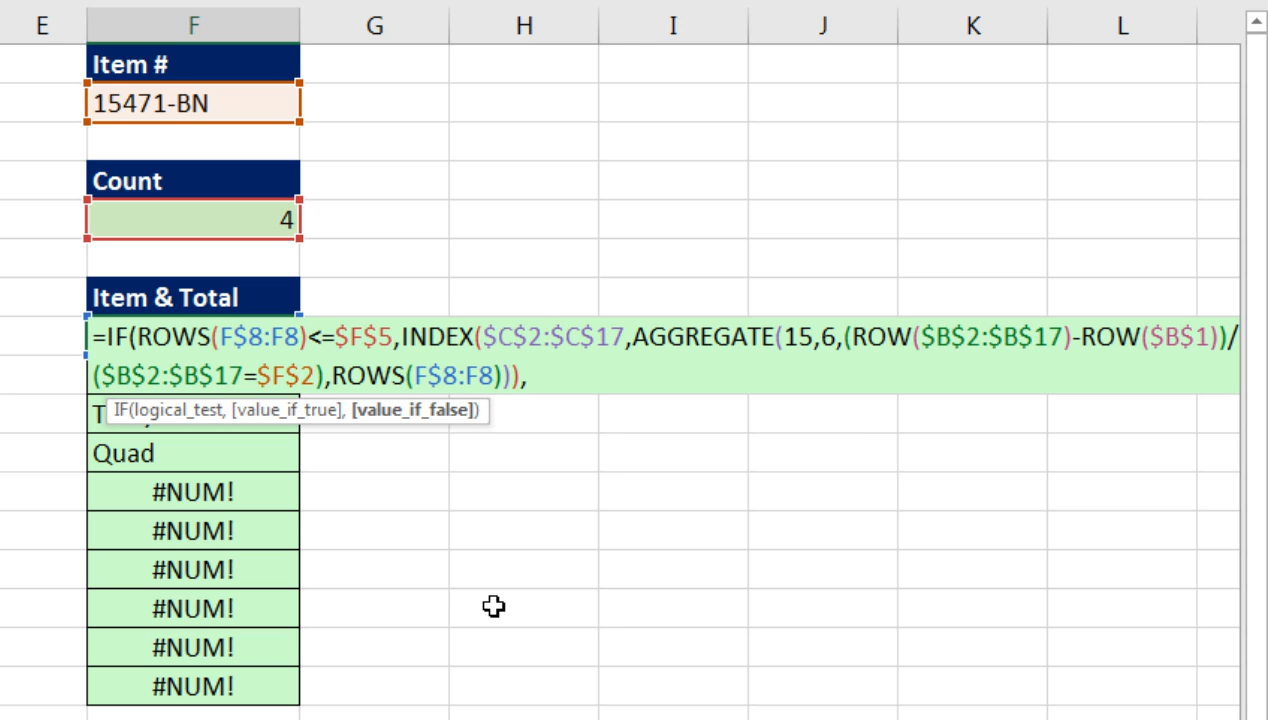 E F G H I J K L
Item #
15471-BN
Count
4
Item & Total
=IF(ROWS(F$8:F8)<=$F$5,INDEX($C$2:$C$17,AGGREGATE(15,6,(ROW($B$2:$B$17)-ROW($B$1))/
($B$2:$B$17=$F$2),ROWS(F$8:F8))),
IF(logical_test, [value_if_true], [value_if_false])
Quad
#NUM!
#NUM!
#NUM!
#NUM!
#NUM!
#NUM!